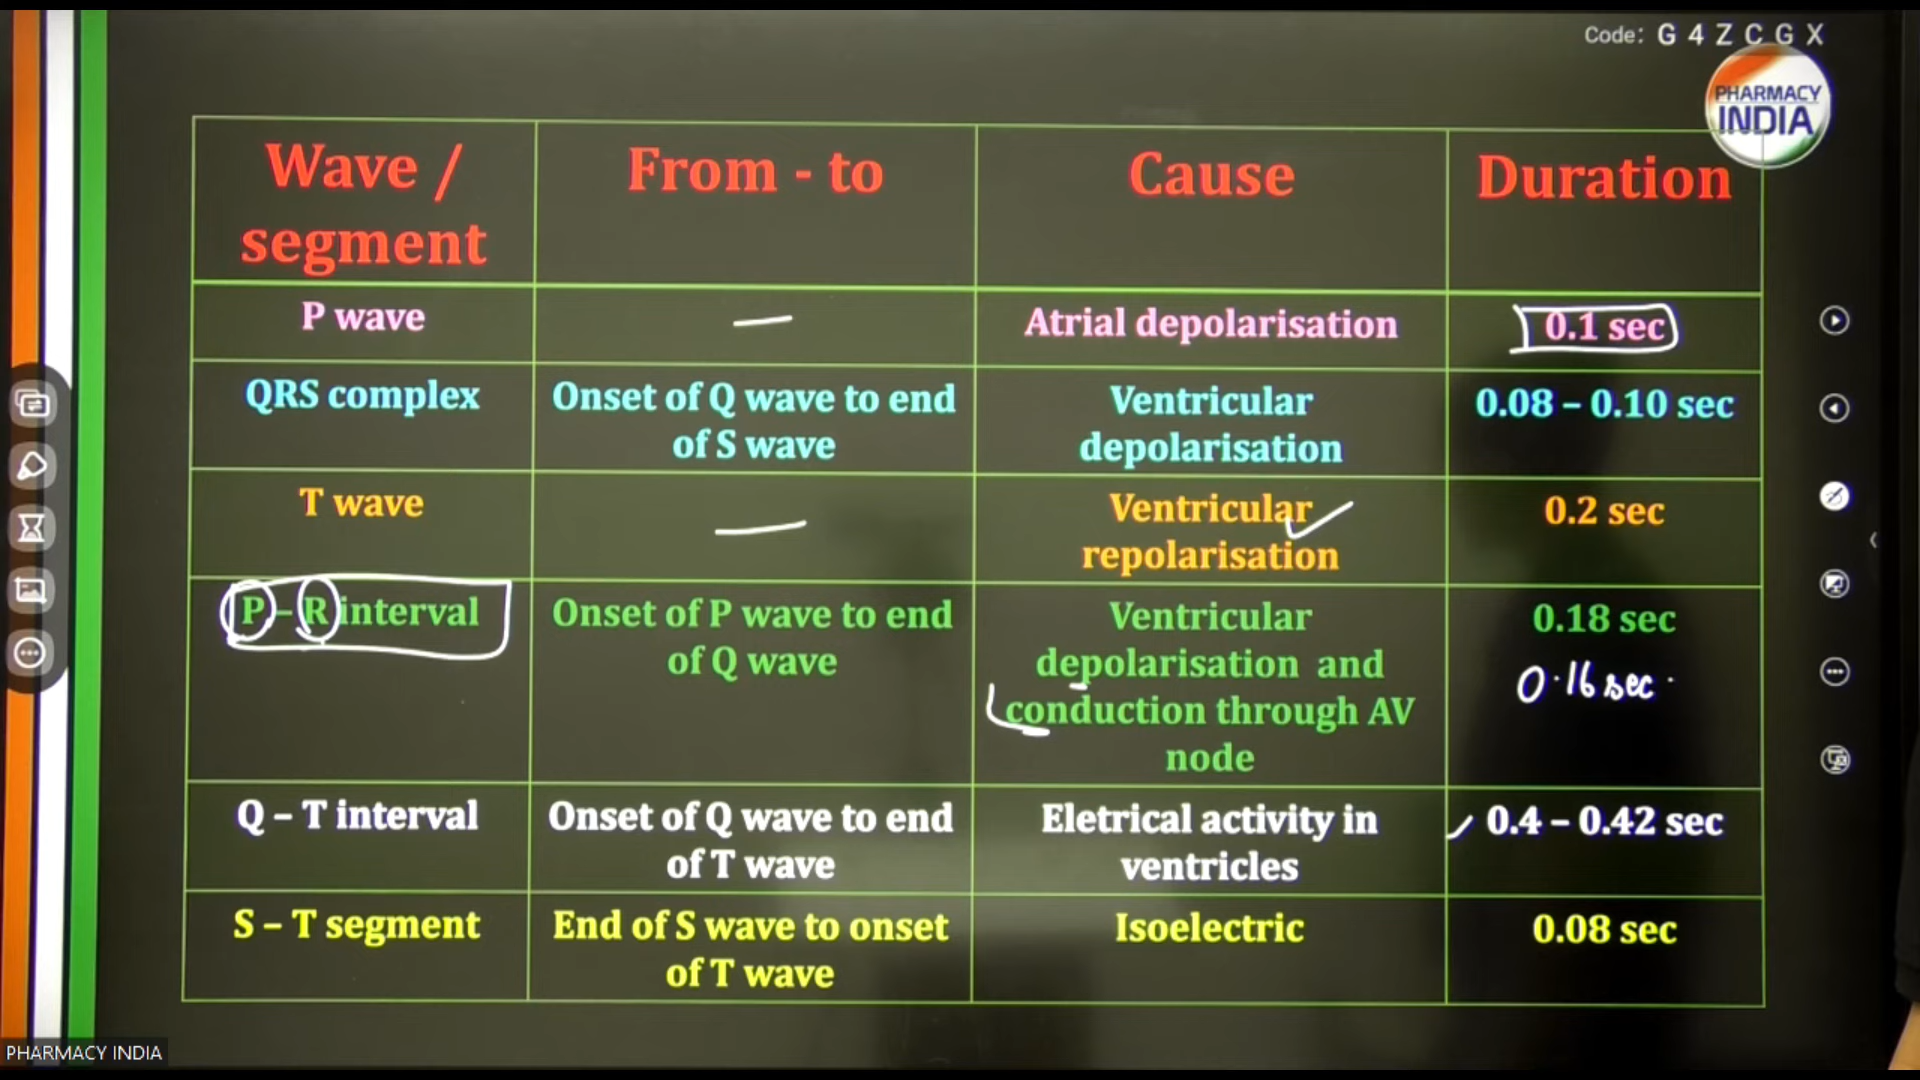 Code: G 4 Z C G X
PHARMACY
INDIA
Wave /
segment
From - to
Cause
Duration
P wave
Atrial depolarisation
0.1 sec
QRS complex
Onset of Q wave to end
of S wave
Ventricular
depolarisation
0.08 – 0.10 sec
T wave
Ventricular
repolarisation
0.2 sec
P – R interval
Onset of P wave to end
of Q wave
Ventricular
depolarisation and
conduction through AV
node
0.18 sec
0.16 sec
Q – T interval
Onset of Q wave to end
of T wave
Eletrical activity in
ventricles
0.4 – 0.42 sec
S – T segment
End of S wave to onset
of T wave
Isoelectric
0.08 sec
PHARMACY INDIA